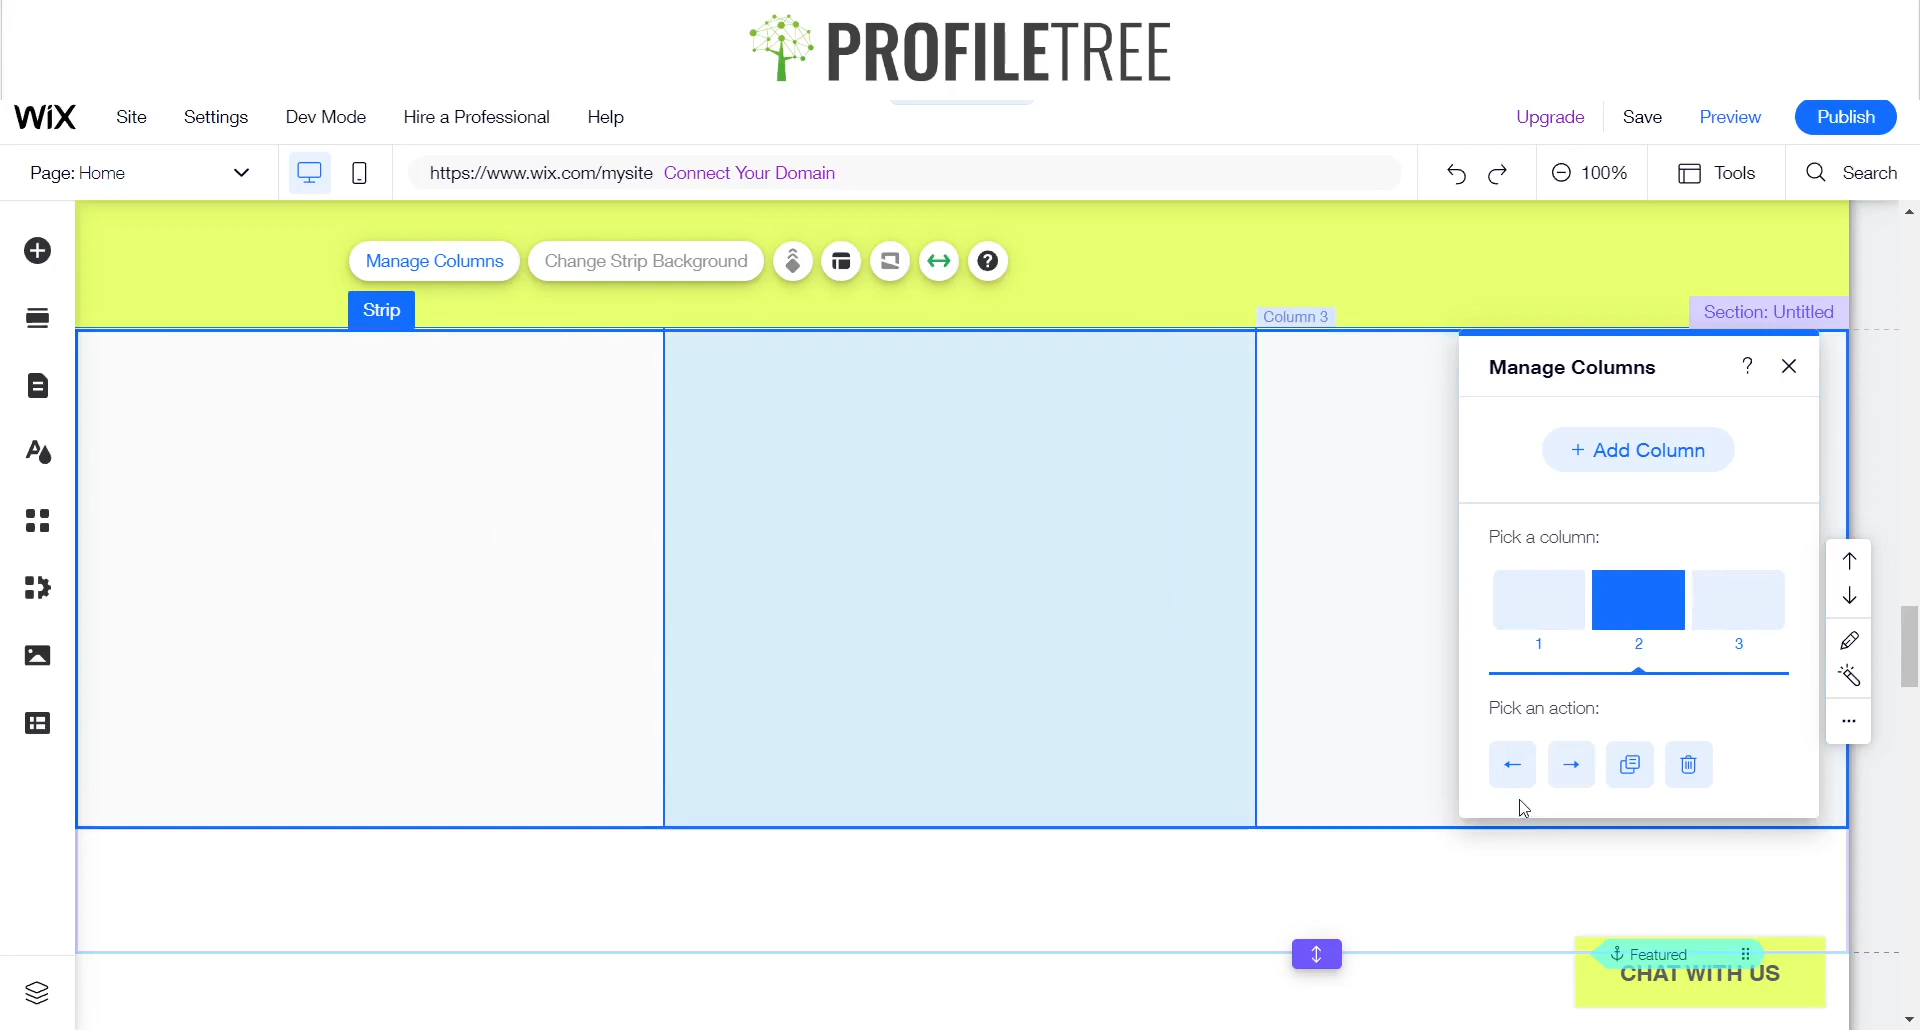 PROFILETREE
WiX Site Settings Dev Mode Hire a Professional Help Upgrade Save Preview Publish
Page: Home https://www.wix.com/mysite Connect Your Domain 100% Tools Search
Manage Columns Change Strip Background ?
Strip Column 3 Section: Untitled
Manage Columns ?
+ Add Column
Pick a column:
1 2 3
Pick an action:
Featured
CHAT WITH US